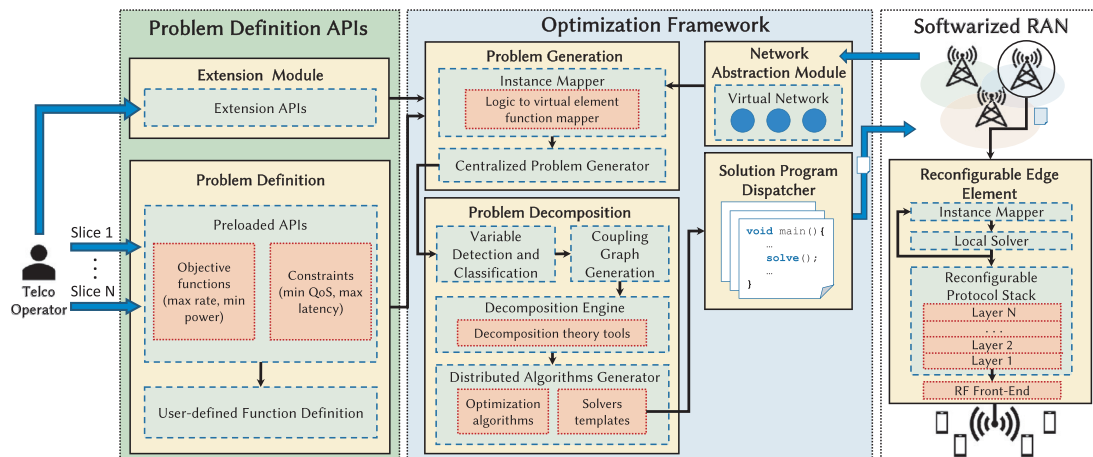 Problem Definition APIs
Extension Module
Extension APIs
Problem Definition
Preloaded APIs
Objective
functions
(max rate, min
power)
Constraints
(min QoS, max
latency)
User-defined Function Definition
Slice 1
Slice N
Telco
Operator
Optimization Framework
Problem Generation
Instance Mapper
Logic to virtual element
function mapper
Centralized Problem Generator
Network
Abstraction Module
Virtual Network
Problem Decomposition
Variable
Detection and
Classification
Coupling
Graph
Generation
Decomposition Engine
Decomposition theory tools
Distributed Algorithms Generator
Optimization
algorithms
Solvers
templates
Solution Program
Dispatcher
void main(){
…
solve();
…
}
Softwarized RAN
Reconfigurable Edge
Element
Instance Mapper
Local Solver
Reconfigurable
Protocol Stack
Layer N
. . .
Layer 2
Layer 1
RF Front-End